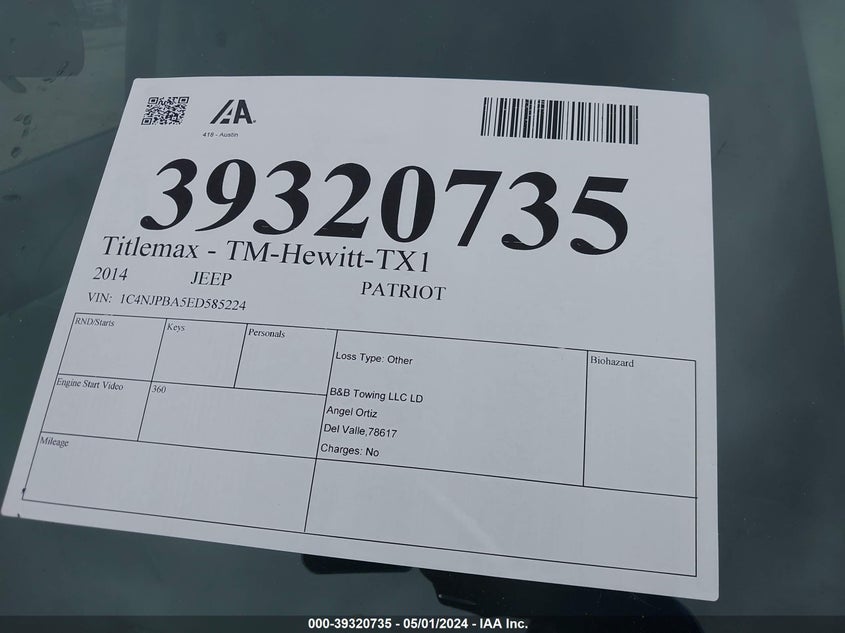 IAA
418 - Austin
39320735
Titlemax - TM-Hewitt-TX1
2014 JEEP PATRIOT
VIN: 1C4NJPBA5ED585224
RND/Starts Keys Personals
Loss Type: Other
Biohazard
Engine Start Video 360
B&B Towing LLC LD
Angel Ortiz
Del Valle,78617
Charges: No
Mileage
000-39320735 - 05/01/2024 - IAA Inc.